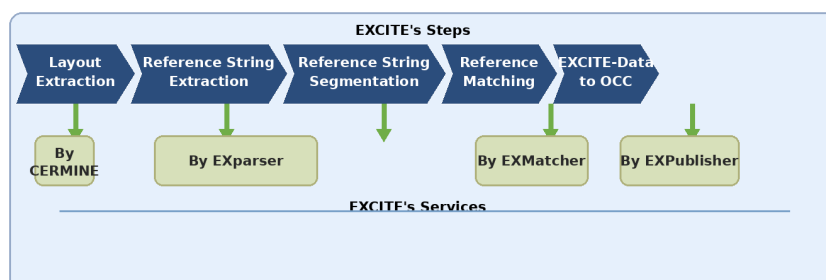 EXCITE's Steps
Layout
Extraction
Reference String
Extraction
Reference String
Segmentation
Reference
Matching
EXCITE-Data
to OCC
By
CERMINE
By EXparser
By EXMatcher
By EXPublisher
EXCITE's Services